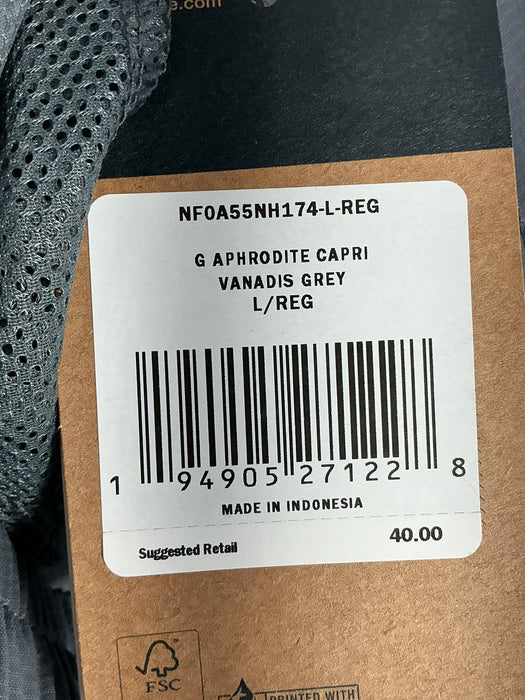 e.com
NF0A55NH174-L-REG
G APHRODITE CAPRI
VANADIS GREY
L/REG
1 94905 27122 8
MADE IN INDONESIA
Suggested Retail 40.00
FSC
PRINTED WITH